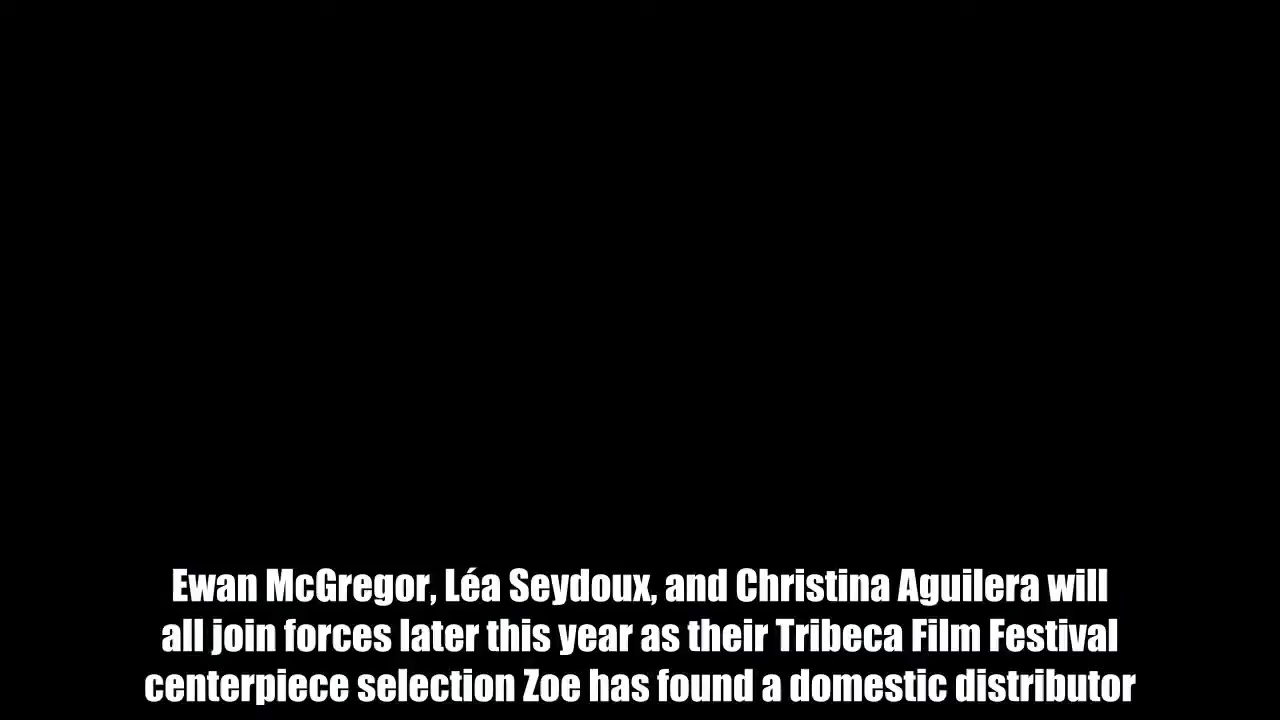 Ewan McGregor, Léa Seydoux, and Christina Aguilera will
all join forces later this year as their Tribeca Film Festival
centerpiece selection Zoe has found a domestic distributor